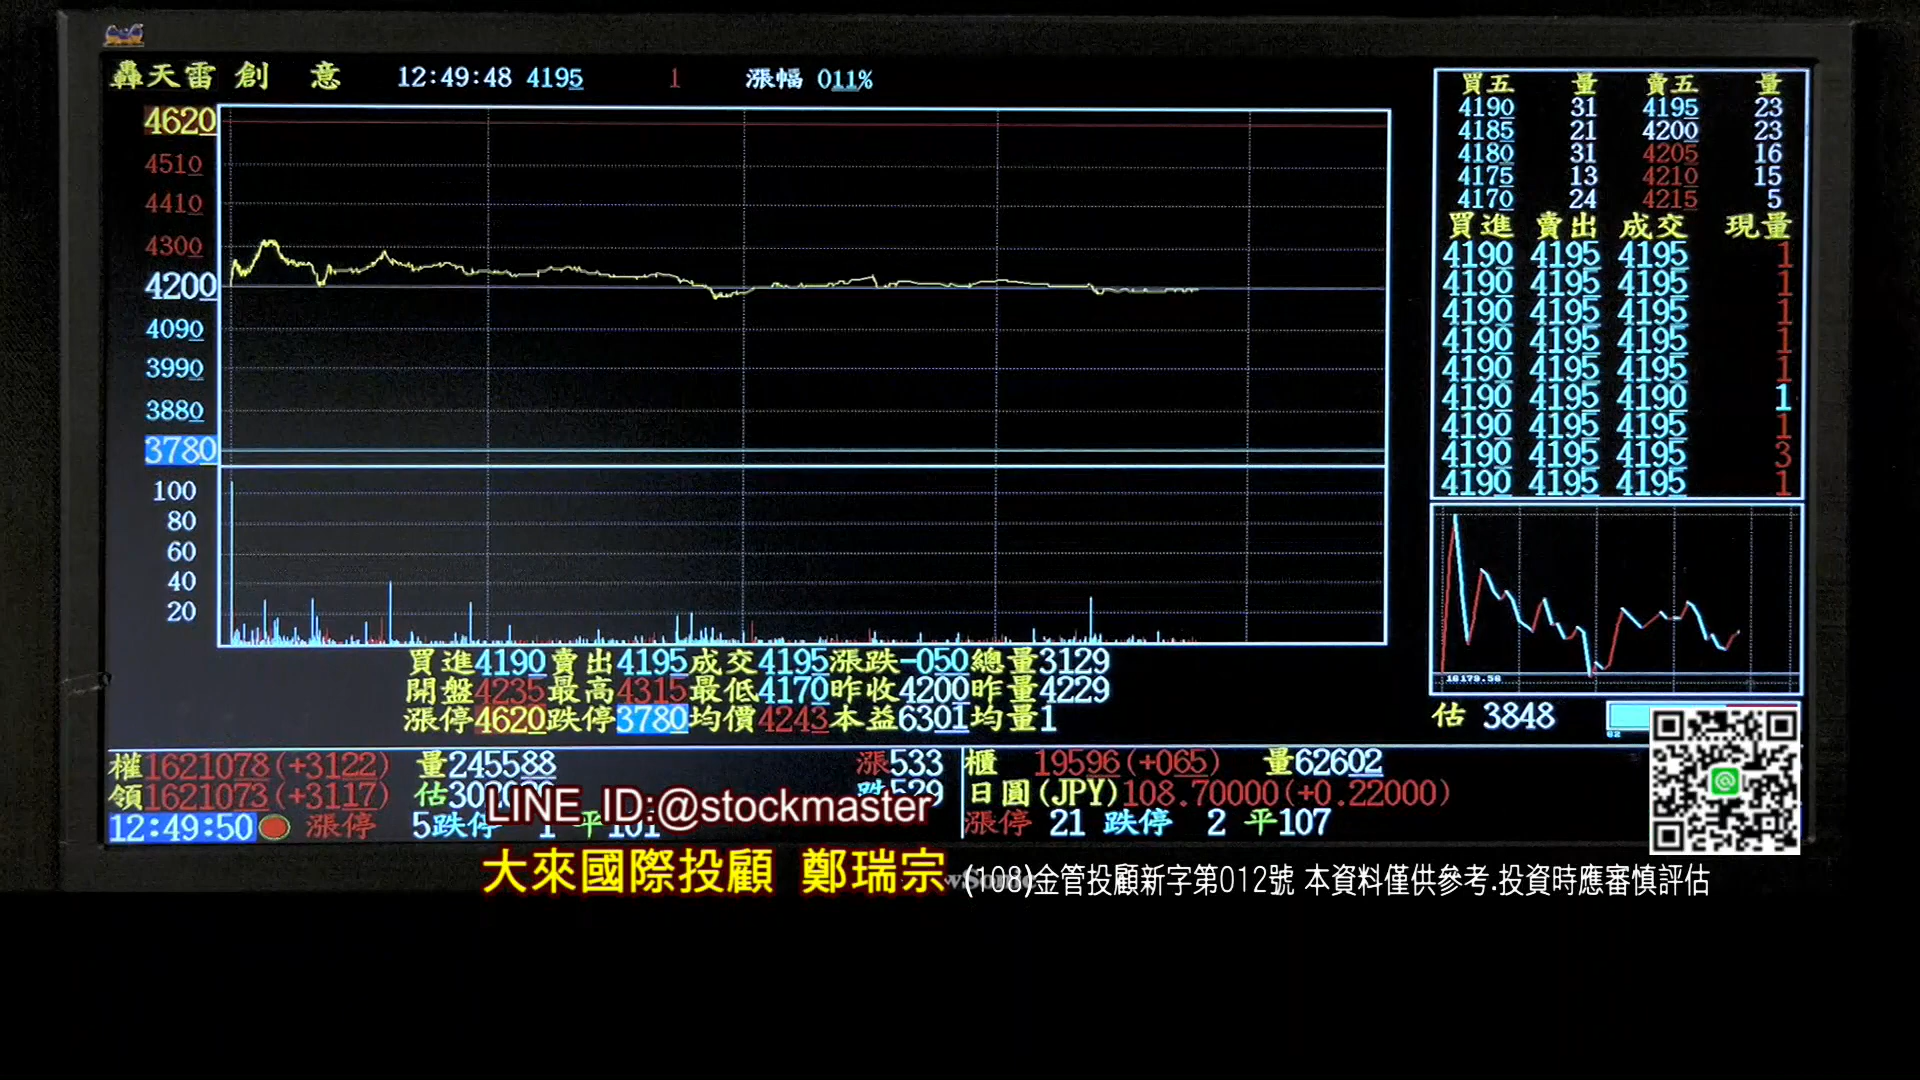 轟天雷 創 意 12:49:48 4195 1 漲幅 011%
4620
4510
4410
4300
4200
4090
3990
3880
3780
100
80
60
40
20
買五 量 賣五 量
4190 31 4195 23
4185 21 4200 23
4180 31 4205 16
4175 13 4210 15
4170 24 4215 5
買進 賣出 成交 現量
4190 4195 4195 1
4190 4195 4195 1
4190 4195 4195 1
4190 4195 4195 1
4190 4195 4195 1
4190 4195 4190 1
4190 4195 4195 1
4190 4195 4195 3
4190 4195 4195 1
估 3848
買進4190賣出4195成交4195漲跌-050總量3129
開盤4235最高4315最低4170昨收4200昨量4229
漲停4620跌停3780均價4243本益6301均量1
權1621078(+3122) 量245588 漲533
領1621073(+3117) 估 跌529
12:49:50 漲停 5跌停 1 平101
櫃 19596(+065) 量62602
日圓(JPY)108.70000(+0.22000)
漲停 21 跌停 2 平107
LINE ID:@stockmaster
大來國際投顧 鄭瑞宗 (108)金管投顧新字第012號 本資料僅供參考.投資時應審慎評估